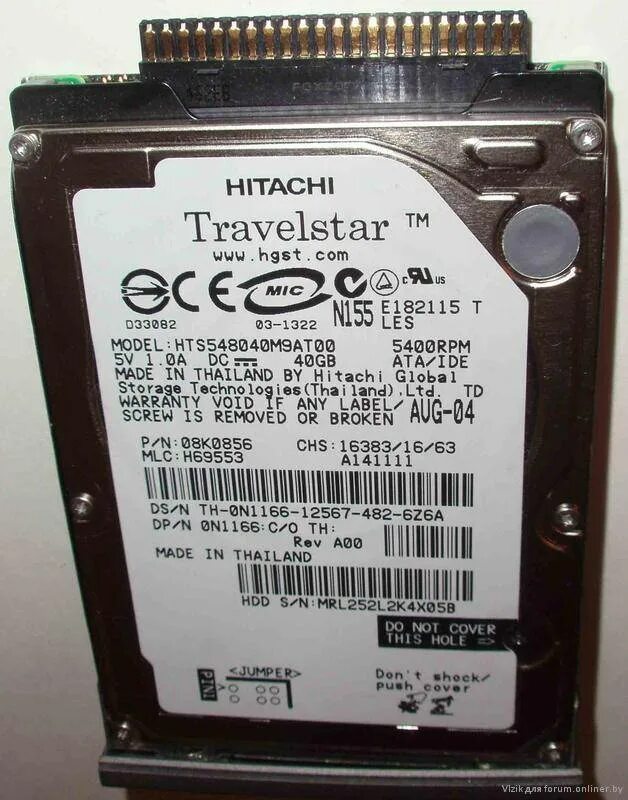 HITACHI
Travelstar ™
www.hgst.com
MIC
c UR us
N155 E182115 T
LES
D33082
03-1322
MODEL:HTS548040M9AT00 5400RPM
5V 1.0A DC 40GB ATA/IDE
MADE IN THAILAND BY Hitachi Global
Storage Technologies(Thailand).Ltd. TD
WARRANTY VOID IF ANY LABEL/
SCREW IS REMOVED OR BROKEN AUG-04
P/N:08K0856 CHS:16383/16/63
MLC:H69553 A141111
DS/N TH-0N1166-12567-482-6Z6A
DP/N 0N1166:C/O TH:
Rev A00
MADE IN THAILAND
HDD S/N:MRL252L2K4X05B
DO NOT COVER
THIS HOLE ⇒
<JUMPER>
PIN1
Don't shock/
push cover
Vizik для forum.onliner.by